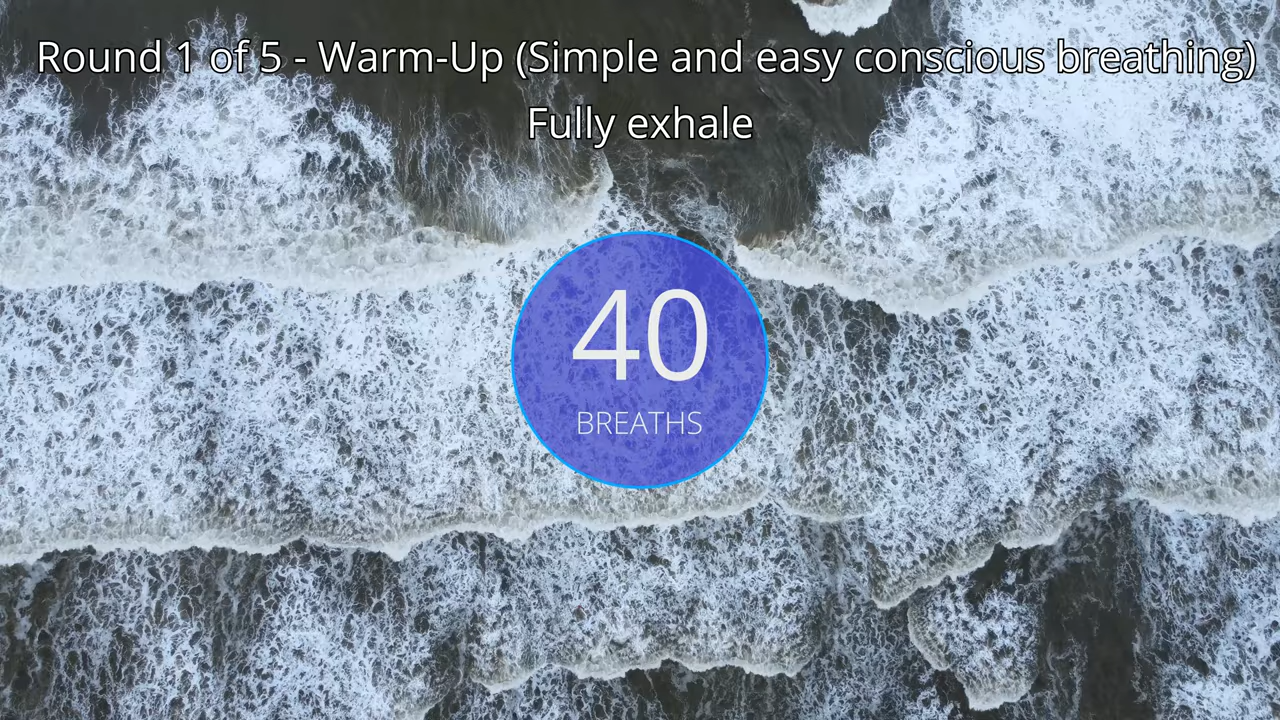 Round 1 of 5 - Warm-Up (Simple and easy conscious breathing)
Fully exhale
40
BREATHS